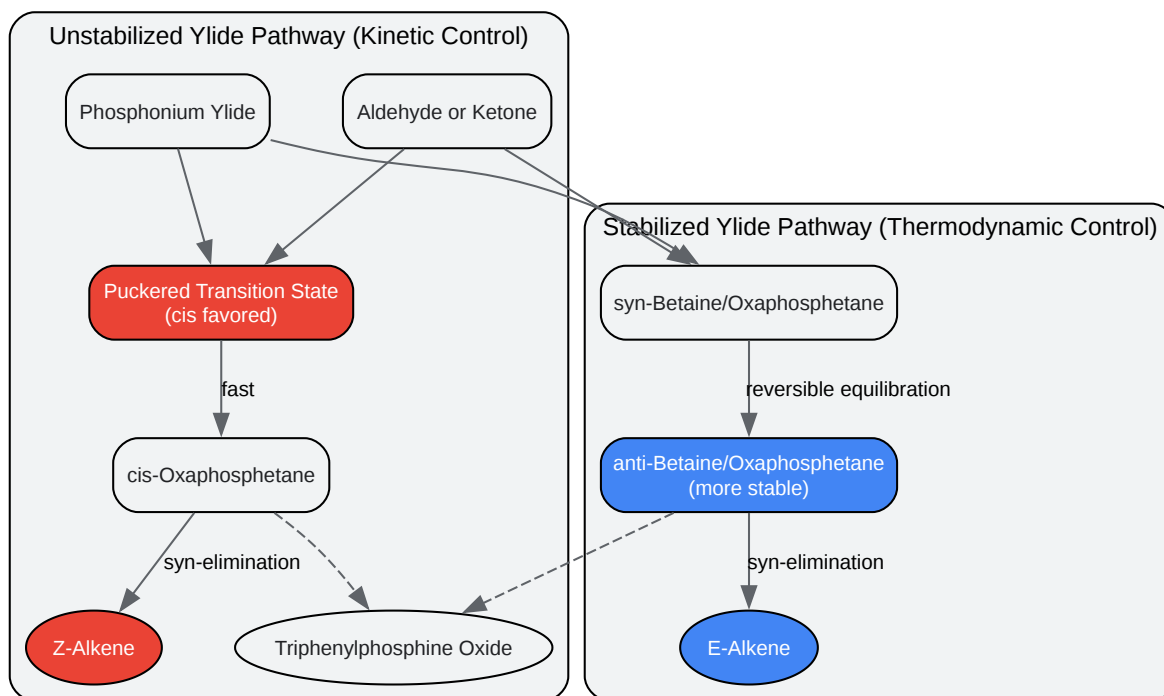 Unstabilized Ylide Pathway (Kinetic Control)
Phosphonium Ylide
Aldehyde or Ketone
Stabilized Ylide Pathway (Thermodynamic Control)
Puckered Transition State
(cis favored)
syn-Betaine/Oxaphosphetane
fast
reversible equilibration
cis-Oxaphosphetane
anti-Betaine/Oxaphosphetane
(more stable)
syn-elimination
syn-elimination
Z-Alkene
Triphenylphosphine Oxide
E-Alkene